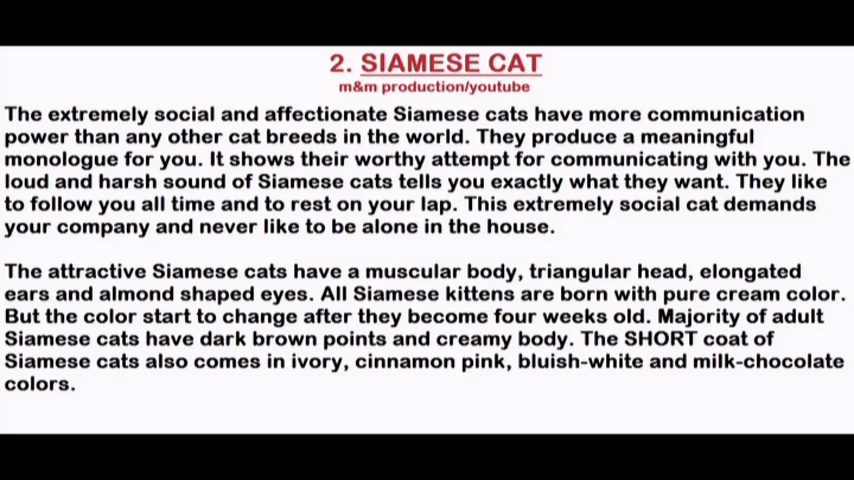 2. SIAMESE CAT
m&m production/youtube
The extremely social and affectionate Siamese cats have more communication
power than any other cat breeds in the world. They produce a meaningful
monologue for you. It shows their worthy attempt for communicating with you. The
loud and harsh sound of Siamese cats tells you exactly what they want. They like
to follow you all time and to rest on your lap. This extremely social cat demands
your company and never like to be alone in the house.
The attractive Siamese cats have a muscular body, triangular head, elongated
ears and almond shaped eyes. All Siamese kittens are born with pure cream color.
But the color start to change after they become four weeks old. Majority of adult
Siamese cats have dark brown points and creamy body. The SHORT coat of
Siamese cats also comes in ivory, cinnamon pink, bluish-white and milk-chocolate
colors.